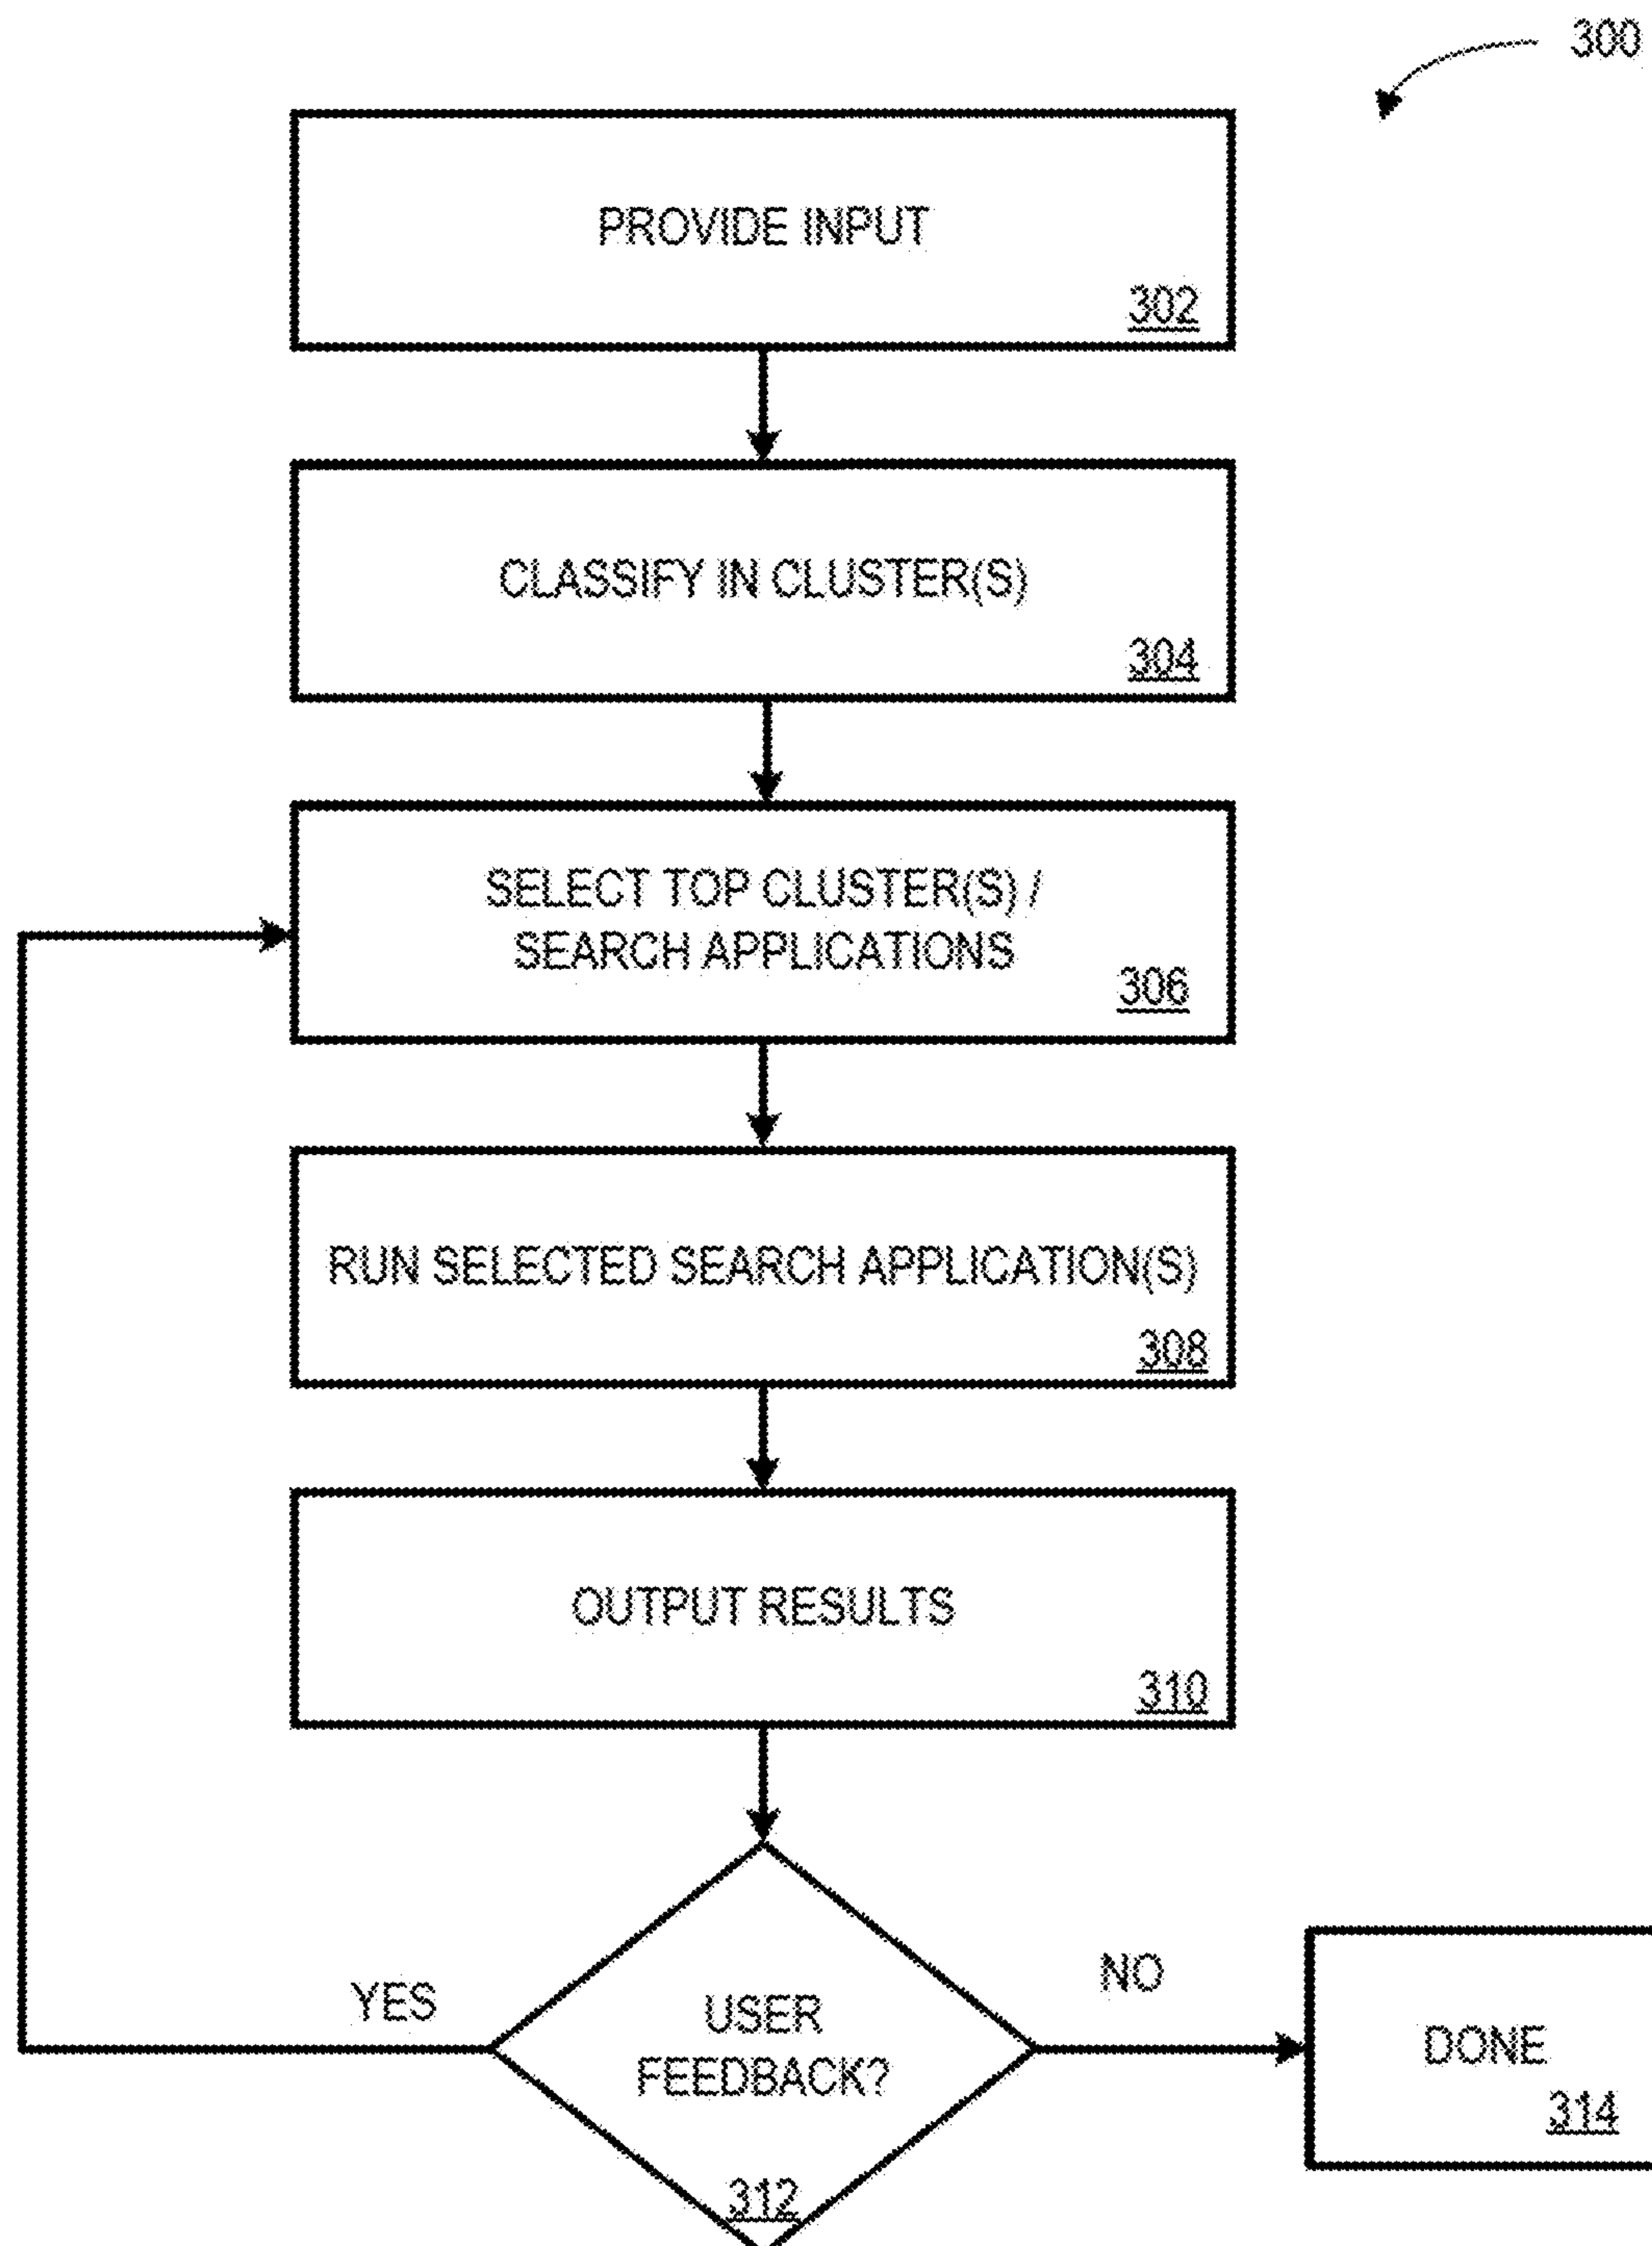 300
PROVIDE INPUT
302
CLASSIFY IN CLUSTER(S)
304
SELECT TOP CLUSTER(S) /
SEARCH APPLICATIONS
306
RUN SELECTED SEARCH APPLICATION(S)
308
OUTPUT RESULTS
310
YES
USER
FEEDBACK?
312
NO
DONE
314